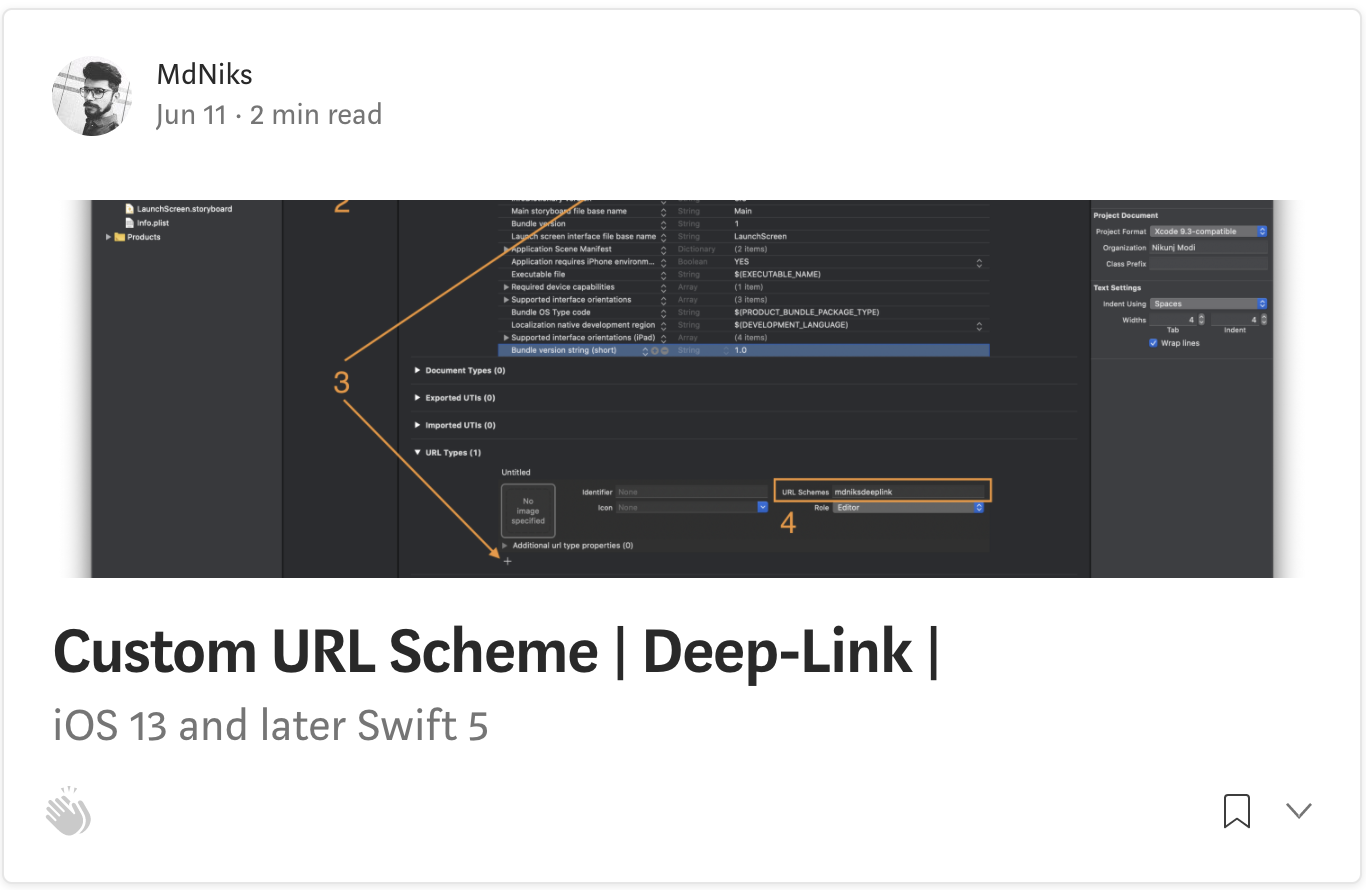 MdNiks
Jun 11 · 2 min read
LaunchScreen.storyboard
Info.plist
Products
2
Main storyboard file base name String Main
Bundle version String 1
Launch screen interface file base name String LaunchScreen
Application Scene Manifest Dictionary (2 items)
Application requires iPhone environm... Boolean YES
Executable file String $(EXECUTABLE_NAME)
Required device capabilities Array (1 item)
Supported interface orientations Array (3 items)
Bundle OS Type code String $(PRODUCT_BUNDLE_PACKAGE_TYPE)
Localization native development region String $(DEVELOPMENT_LANGUAGE)
Supported interface orientations (iPad) Array (4 items)
Bundle version string (short) String 1.0
3
Document Types (0)
Exported UTIs (0)
Imported UTIs (0)
URL Types (1)
Untitled
No
image
specified
Identifier None
Icon None
URL Schemes mdniksdeeplink
Role Editor
4
Additional url type properties (0)
Project Document
Project Format Xcode 9.3-compatible
Organization Nikunj Modi
Class Prefix
Text Settings
Indent Using Spaces
Widths 4 4
Tab Indent
Wrap lines
Custom URL Scheme | Deep-Link |
iOS 13 and later Swift 5